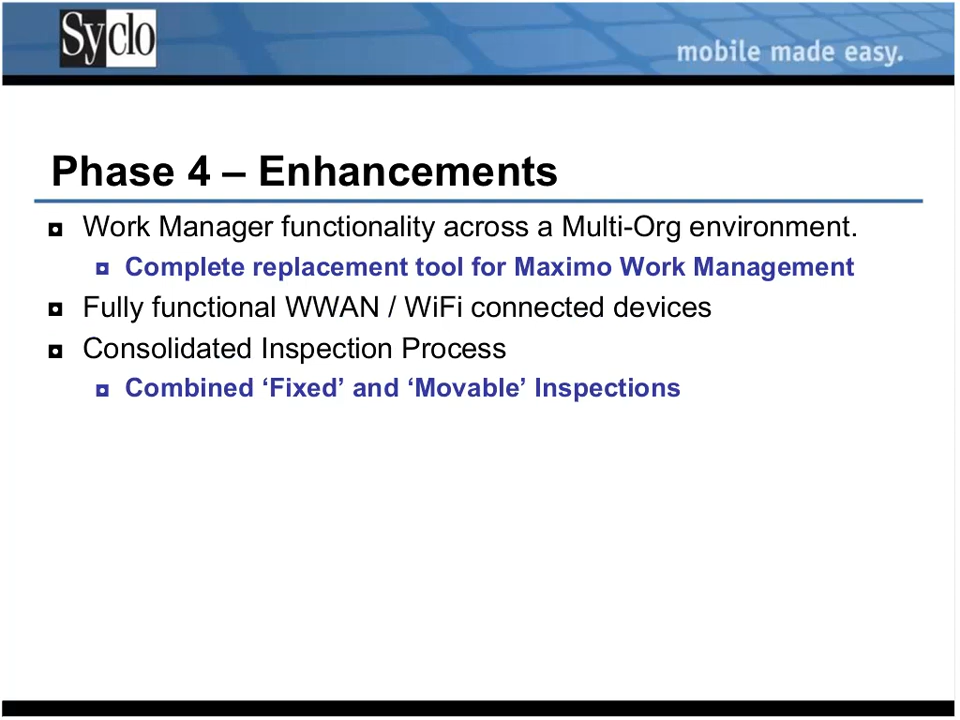 Syclo
mobile made easy.
Phase 4 – Enhancements
Work Manager functionality across a Multi-Org environment.
Complete replacement tool for Maximo Work Management
Fully functional WWAN / WiFi connected devices
Consolidated Inspection Process
Combined ‘Fixed’ and ‘Movable’ Inspections